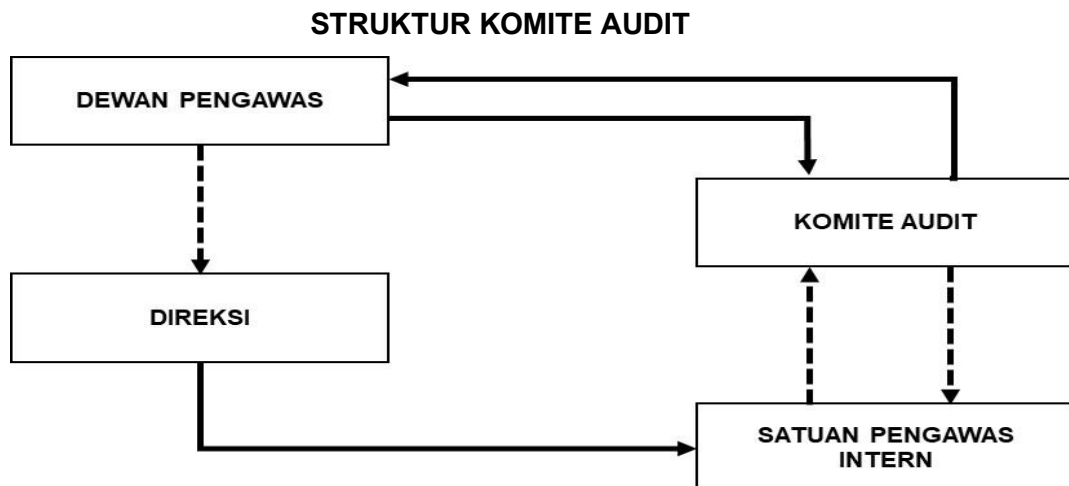 STRUKTUR KOMITE AUDIT
DEWAN PENGAWAS
KOMITE AUDIT
DIREKSI
SATUAN PENGAWAS
INTERN